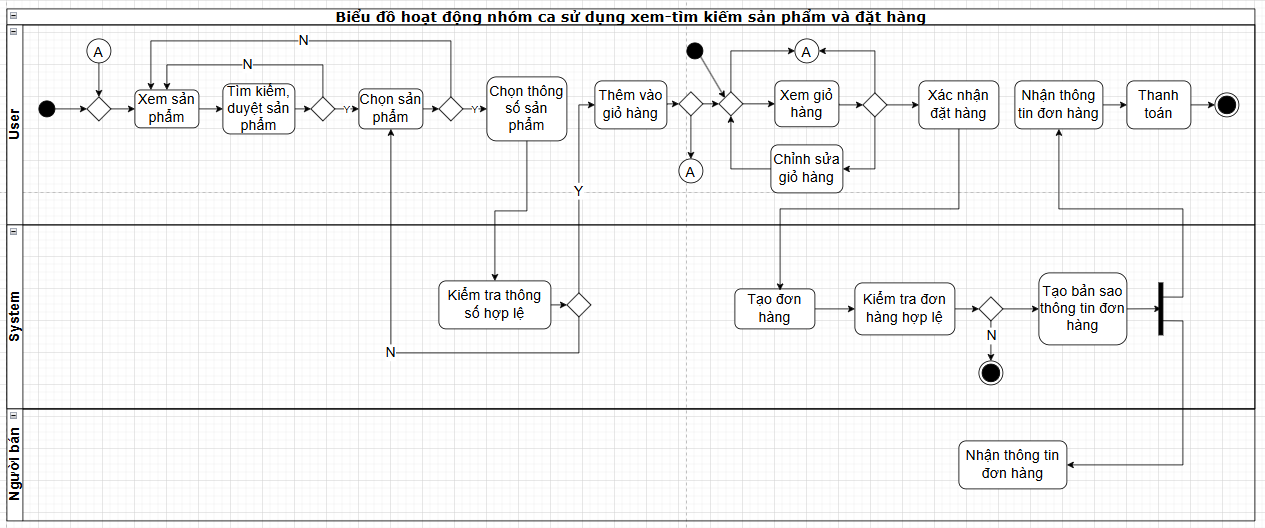 Biểu đồ hoạt động nhóm ca sử dụng xem-tìm kiếm sản phẩm và đặt hàng
User
A
N
N
Xem sản
phẩm
Tìm kiếm,
duyệt sản
phẩm
Y
Chọn sản
phẩm
Y
Chọn thông
số sản
phẩm
Y
Thêm vào
giỏ hàng
A
A
Xem giỏ
hàng
Chỉnh sửa
giỏ hàng
Xác nhận
đặt hàng
Nhận thông
tin đơn hàng
Thanh
toán
System
Kiểm tra thông
số hợp lệ
N
Tạo đơn
hàng
Kiểm tra đơn
hàng hợp lệ
N
Tạo bản sao
thông tin đơn
hàng
Người bán
Nhận thông tin
đơn hàng